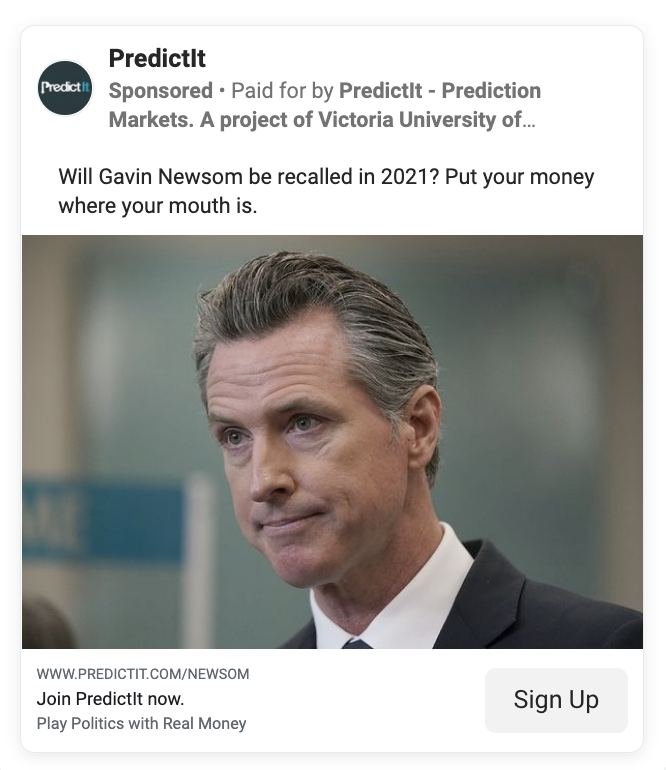 PredictIt
PredictIt
Sponsored • Paid for by PredictIt - Prediction
Markets. A project of Victoria University of…
Will Gavin Newsom be recalled in 2021? Put your money
where your mouth is.
WWW.PREDICTIT.COM/NEWSOM
Join PredictIt now.
Play Politics with Real Money
Sign Up